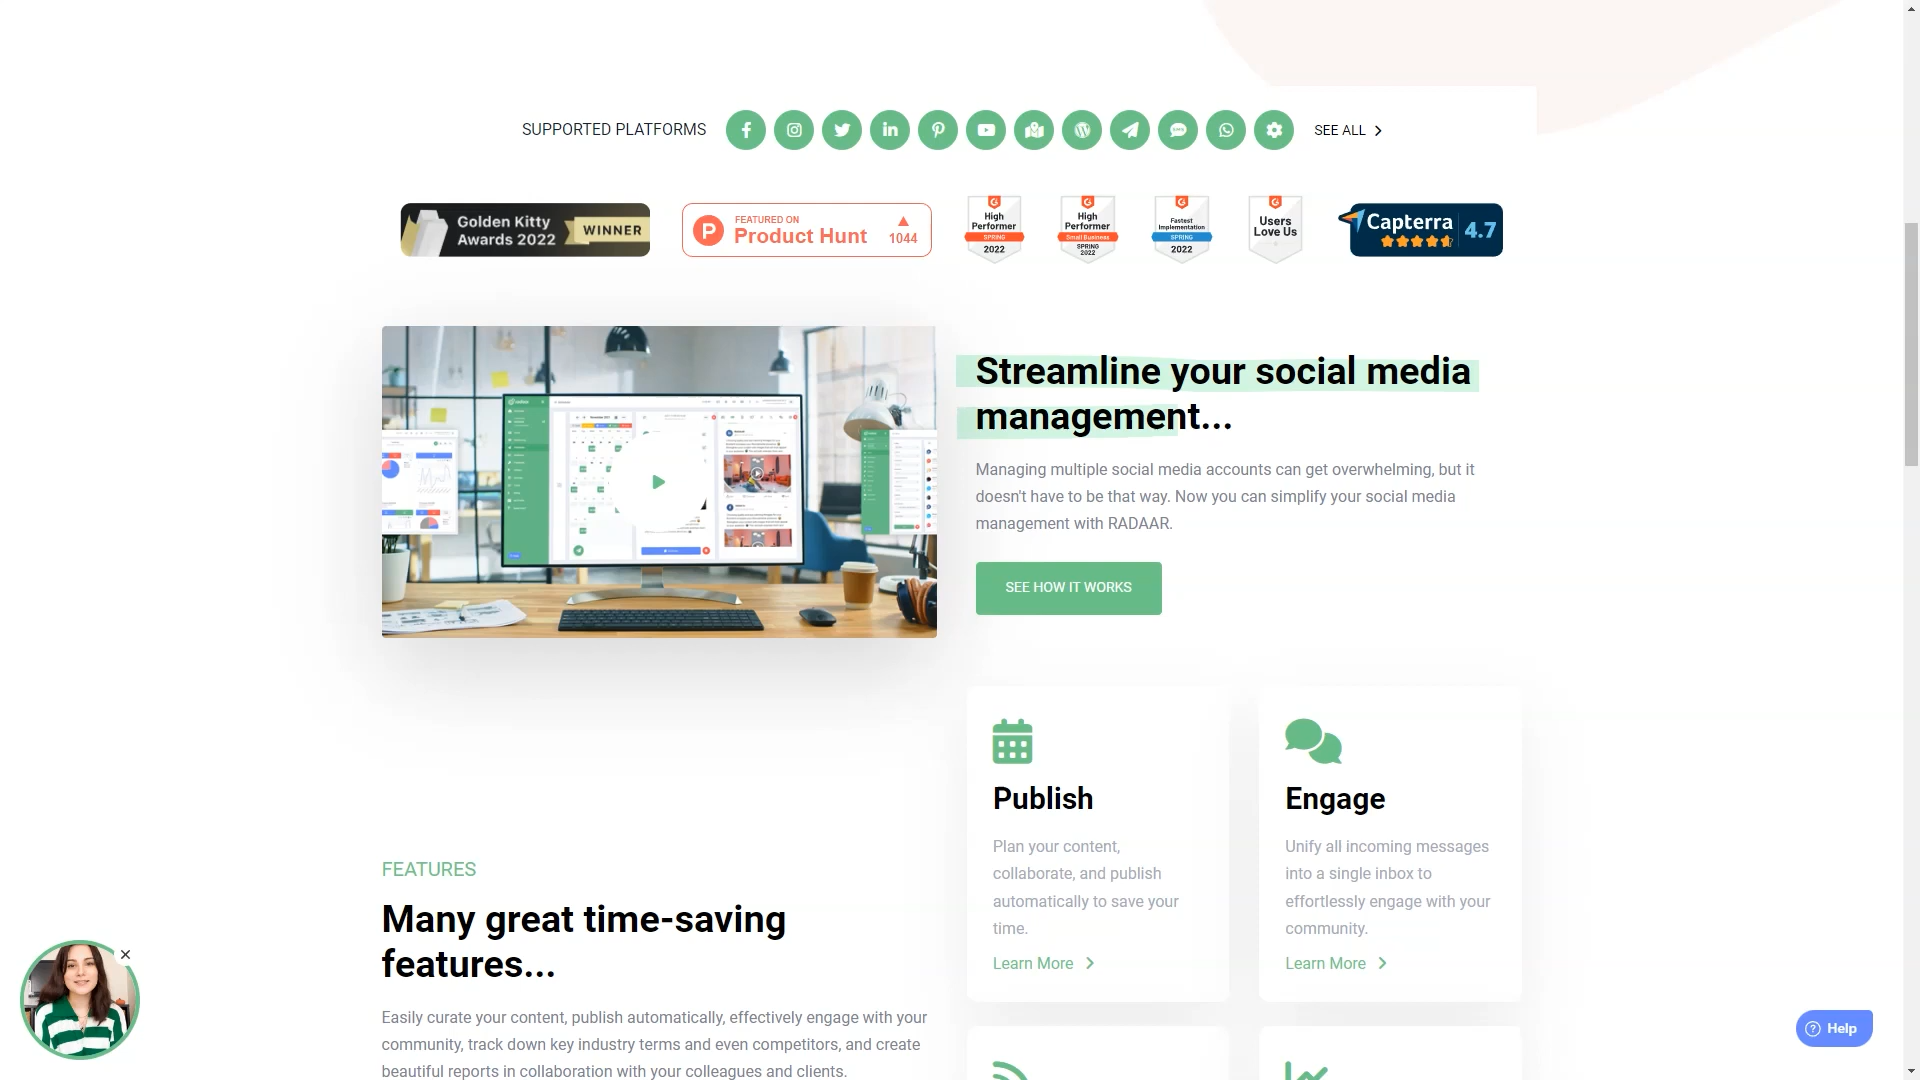 SUPPORTED PLATFORMS
SEE ALL
Golden Kitty
Awards 2022
WINNER
FEATURED ON
Product Hunt
1044
High
Performer
SPRING
2022
High
Performer
Small Business
SPRING
2022
Fastest
Implementation
SPRING
2022
Users
Love Us
Capterra
4.7
Streamline your social media
management...
Managing multiple social media accounts can get overwhelming, but it
doesn't have to be that way. Now you can simplify your social media
management with RADAAR.
SEE HOW IT WORKS
Publish
Plan your content,
collaborate, and publish
automatically to save your
time.
Learn More
Engage
Unify all incoming messages
into a single inbox to
effortlessly engage with your
community.
Learn More
FEATURES
Many great time-saving
features...
Easily curate your content, publish automatically, effectively engage with your
community, track down key industry terms and even competitors, and create
beautiful reports in collaboration with your colleagues and clients.
Help